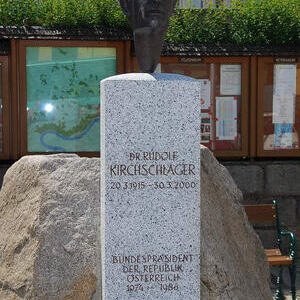 DR. RUDOLF
KIRCHSCHLÄGER
20.3.1915 - 30.3.2000
BUNDESPRÄSIDENT
DER REPUBLIK
ÖSTERREICH
1974 - 1986